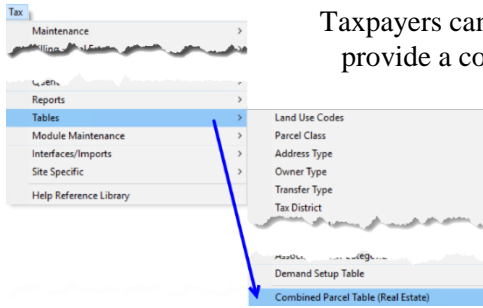 Tax
Taxpayers can
provide a co
Maintenance
Reports
Tables
Module Maintenance
Interfaces/Imports
Site Specific
Help Reference Library
Land Use Codes
Parcel Class
Address Type
Owner Type
Transfer Type
Tax District
Demand Setup Table
Combined Parcel Table (Real Estate)